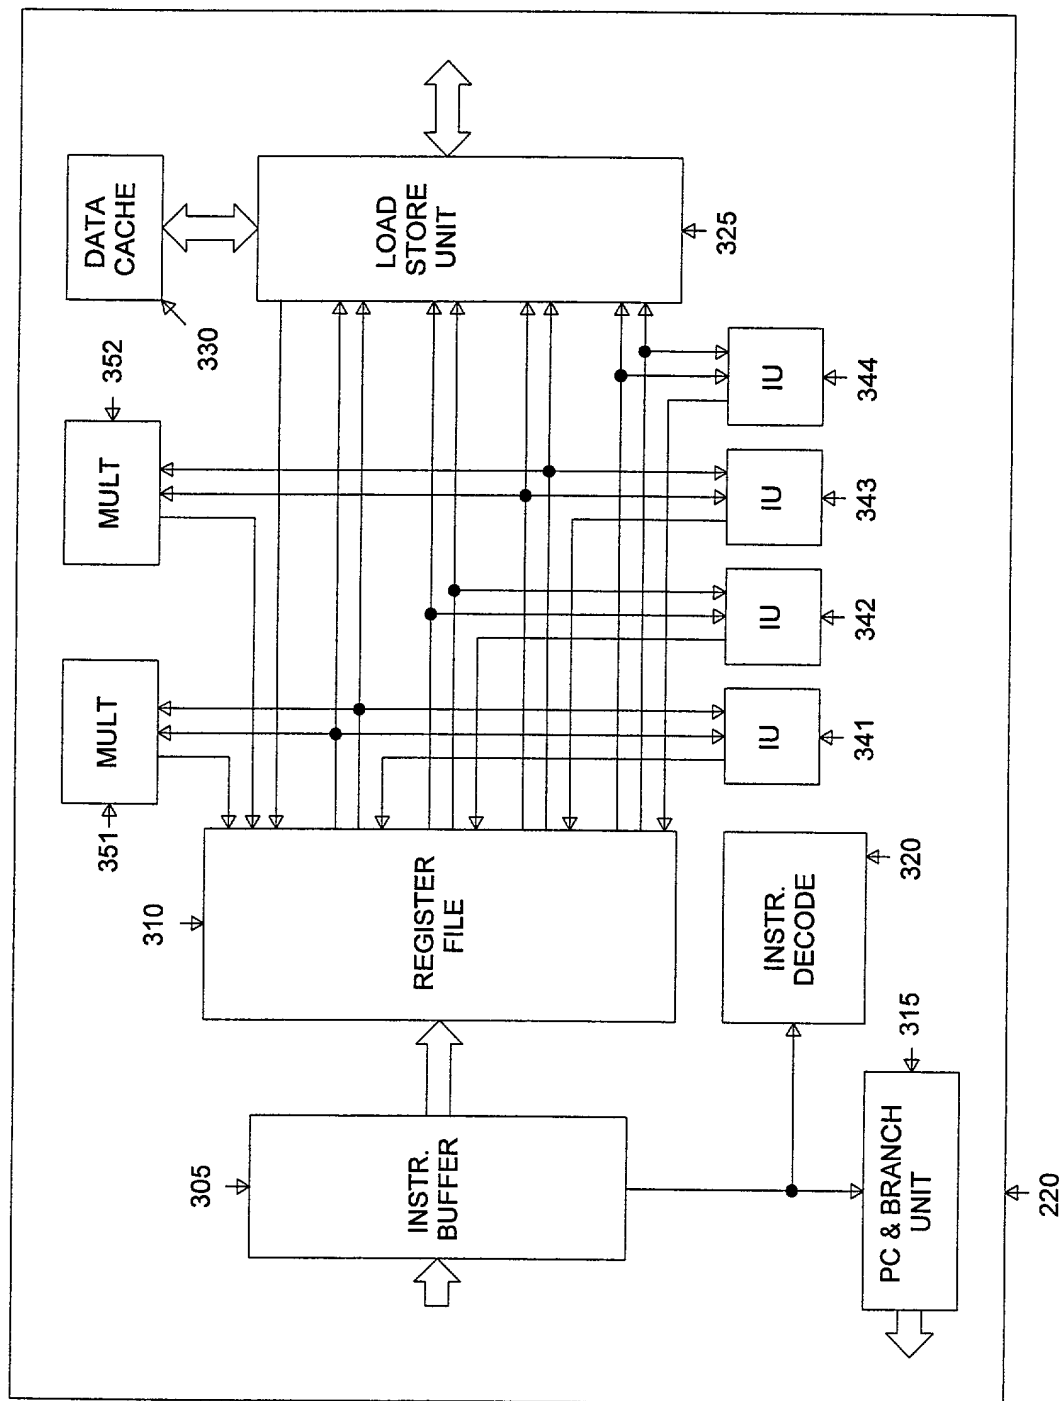 DATA
CACHE
330
MULT
352
MULT
351
LOAD
STORE
UNIT
325
REGISTER
FILE
310
INSTR.
BUFFER
305
IU
344
IU
343
IU
342
IU
341
INSTR.
DECODE
320
PC & BRANCH
UNIT
315
220